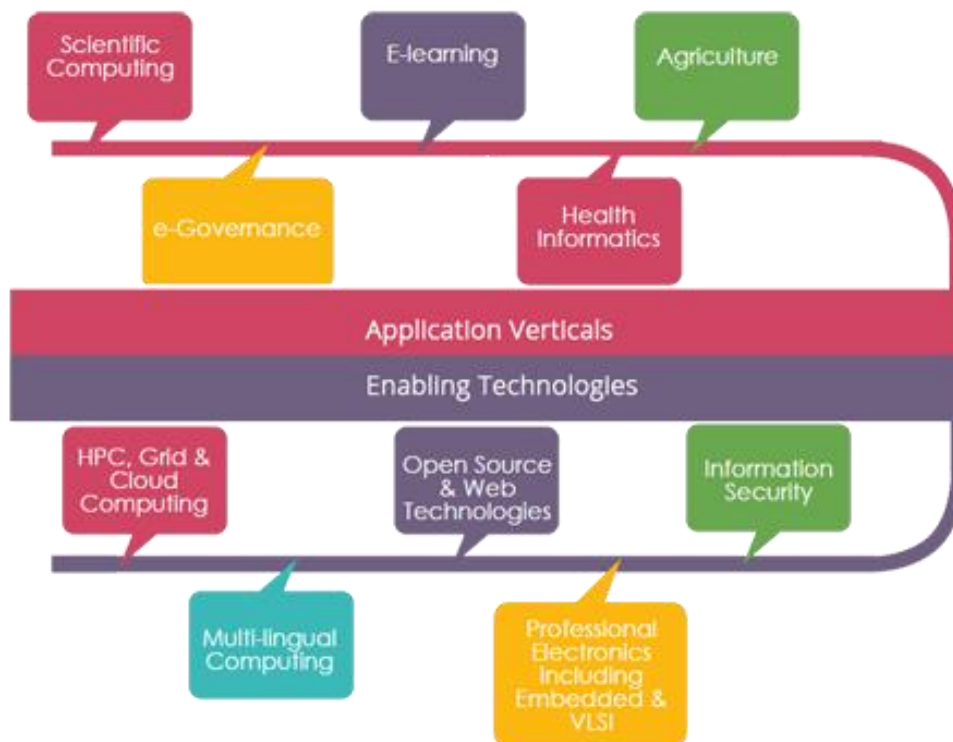 Scientific
Computing
E-learning
Agriculture
e-Governance
Health
Informatics
Application Verticals
Enabling Technologies
HPC, Grid &
Cloud
Computing
Open Source
& Web
Technologies
Information
Security
Multi-lingual
Computing
Professional
Electronics
Including
Embedded &
VLSI